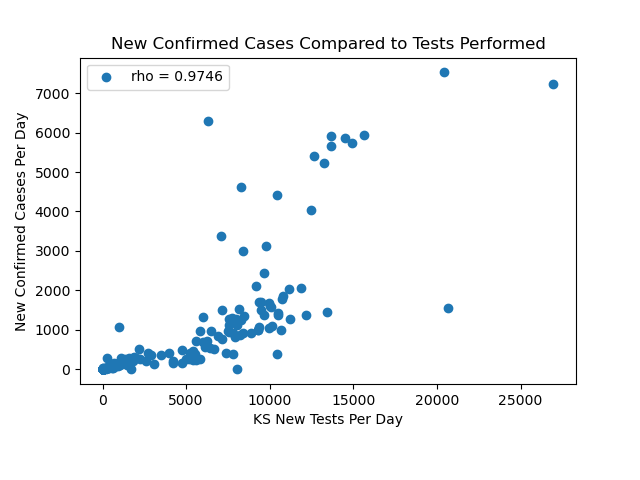 New Confirmed Cases Compared to Tests Performed
rho = 0.9746
New Confirmed Caeses Per Day
7000
6000
5000
4000
3000
2000
1000
0
0 5000 10000 15000 20000 25000
KS New Tests Per Day